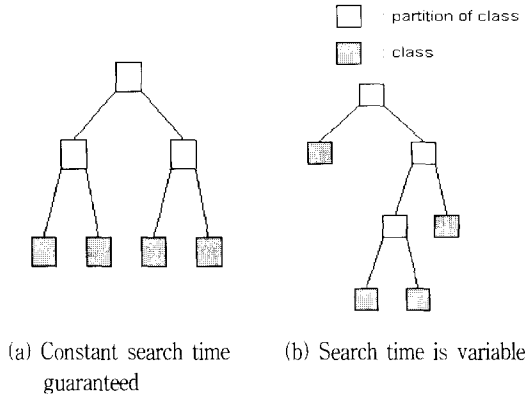 : partition of class
: class
(a) Constant search time
guaranteed
(b) Search time is variable